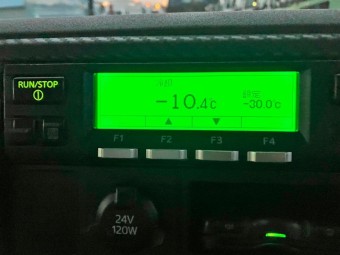 RUN/STOP
-10.4℃
設定
-30.0℃
▲ ▼
F1 F2 F3 F4
24V
120W